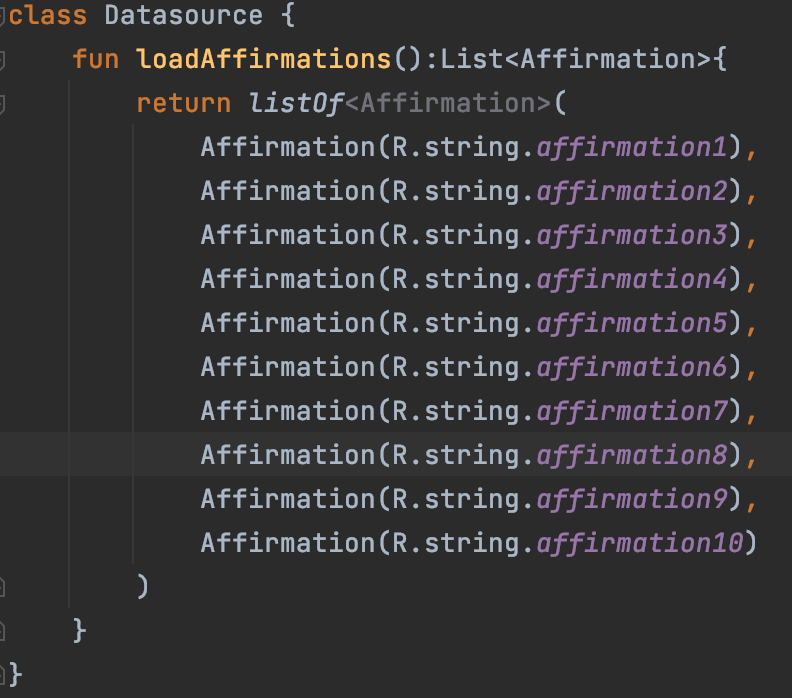 class Datasource {
    fun loadAffirmations():List<Affirmation>{
        return listOf<Affirmation>(
            Affirmation(R.string.affirmation1),
            Affirmation(R.string.affirmation2),
            Affirmation(R.string.affirmation3),
            Affirmation(R.string.affirmation4),
            Affirmation(R.string.affirmation5),
            Affirmation(R.string.affirmation6),
            Affirmation(R.string.affirmation7),
            Affirmation(R.string.affirmation8),
            Affirmation(R.string.affirmation9),
            Affirmation(R.string.affirmation10)
        )
    }
}